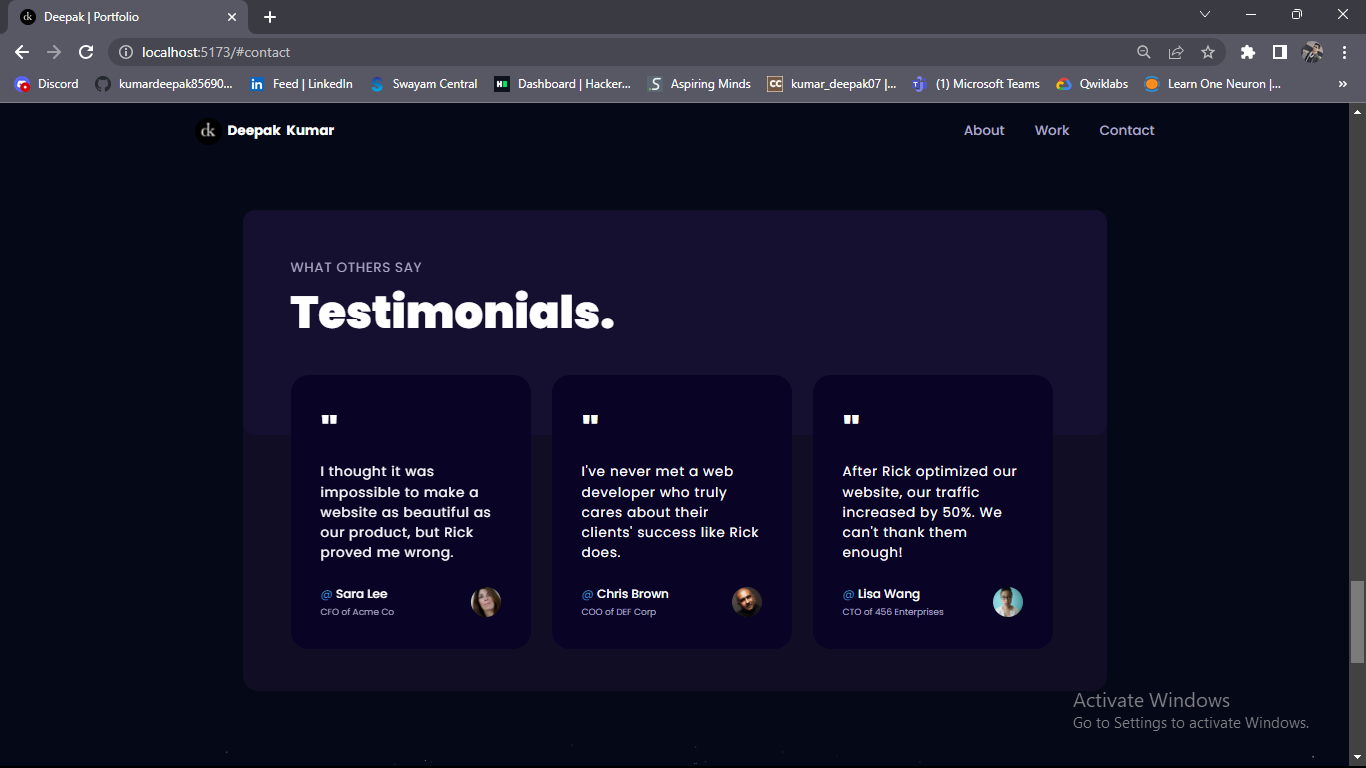 dk Deepak | Portfolio
localhost:5173/#contact
Discord kumardeepak85690... in Feed | LinkedIn Swayam Central Dashboard | Hacker... S Aspiring Minds CC kumar_deepak07 |... (1) Microsoft Teams Qwiklabs Learn One Neuron |... »
dk Deepak Kumar About Work Contact
WHAT OTHERS SAY
Testimonials.
"
I thought it was
impossible to make a
website as beautiful as
our product, but Rick
proved me wrong.
@ Sara Lee
CFO of Acme Co
"
I've never met a web
developer who truly
cares about their
clients' success like Rick
does.
@ Chris Brown
COO of DEF Corp
"
After Rick optimized our
website, our traffic
increased by 50%. We
can't thank them
enough!
@ Lisa Wang
CTO of 456 Enterprises
Activate Windows
Go to Settings to activate Windows.